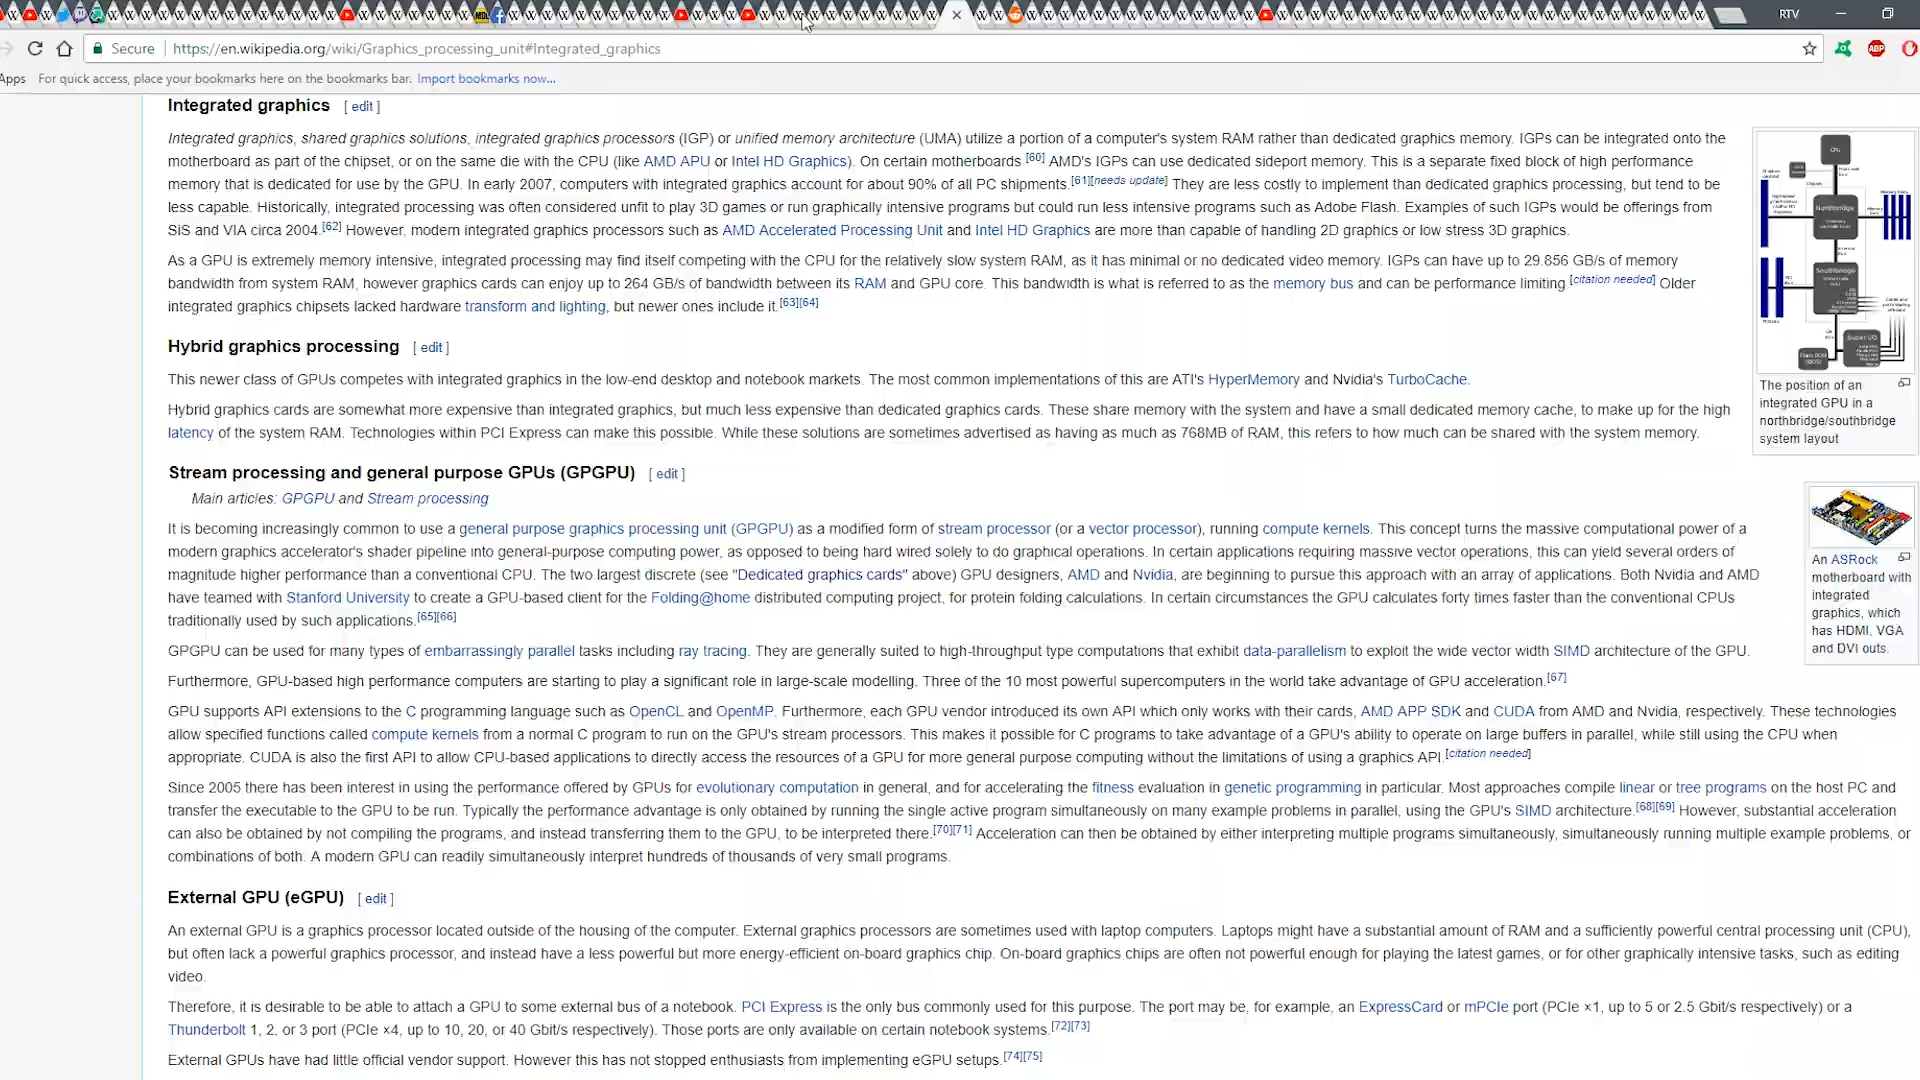 RTV
Secure https://en.wikipedia.org/wiki/Graphics_processing_unit#Integrated_graphics
ABP
Apps For quick access, place your bookmarks here on the bookmarks bar. Import bookmarks now...
Integrated graphics [ edit ]
Integrated graphics, shared graphics solutions, integrated graphics processors (IGP) or unified memory architecture (UMA) utilize a portion of a computer's system RAM rather than dedicated graphics memory. IGPs can be integrated onto the
motherboard as part of the chipset, or on the same die with the CPU (like AMD APU or Intel HD Graphics). On certain motherboards [60] AMD's IGPs can use dedicated sideport memory. This is a separate fixed block of high performance
memory that is dedicated for use by the GPU. In early 2007, computers with integrated graphics account for about 90% of all PC shipments.[61][needs update] They are less costly to implement than dedicated graphics processing, but tend to be
less capable. Historically, integrated processing was often considered unfit to play 3D games or run graphically intensive programs but could run less intensive programs such as Adobe Flash. Examples of such IGPs would be offerings from
SiS and VIA circa 2004.[62] However, modern integrated graphics processors such as AMD Accelerated Processing Unit and Intel HD Graphics are more than capable of handling 2D graphics or low stress 3D graphics.
As a GPU is extremely memory intensive, integrated processing may find itself competing with the CPU for the relatively slow system RAM, as it has minimal or no dedicated video memory. IGPs can have up to 29.856 GB/s of memory
bandwidth from system RAM, however graphics cards can enjoy up to 264 GB/s of bandwidth between its RAM and GPU core. This bandwidth is what is referred to as the memory bus and can be performance limiting.[citation needed] Older
integrated graphics chipsets lacked hardware transform and lighting, but newer ones include it.[63][64]
CPU
Northbridge
Southbridge
Super I/O
The position of an
integrated GPU in a
northbridge/southbridge
system layout
Hybrid graphics processing [ edit ]
This newer class of GPUs competes with integrated graphics in the low-end desktop and notebook markets. The most common implementations of this are ATI's HyperMemory and Nvidia's TurboCache.
Hybrid graphics cards are somewhat more expensive than integrated graphics, but much less expensive than dedicated graphics cards. These share memory with the system and have a small dedicated memory cache, to make up for the high
latency of the system RAM. Technologies within PCI Express can make this possible. While these solutions are sometimes advertised as having as much as 768MB of RAM, this refers to how much can be shared with the system memory.
Stream processing and general purpose GPUs (GPGPU) [ edit ]
Main articles: GPGPU and Stream processing
It is becoming increasingly common to use a general purpose graphics processing unit (GPGPU) as a modified form of stream processor (or a vector processor), running compute kernels. This concept turns the massive computational power of a
modern graphics accelerator's shader pipeline into general-purpose computing power, as opposed to being hard wired solely to do graphical operations. In certain applications requiring massive vector operations, this can yield several orders of
magnitude higher performance than a conventional CPU. The two largest discrete (see "Dedicated graphics cards" above) GPU designers, AMD and Nvidia, are beginning to pursue this approach with an array of applications. Both Nvidia and AMD
have teamed with Stanford University to create a GPU-based client for the Folding@home distributed computing project, for protein folding calculations. In certain circumstances the GPU calculates forty times faster than the conventional CPUs
traditionally used by such applications.[65][66]
An ASRock
motherboard with
integrated
graphics, which
has HDMI, VGA
and DVI outs.
GPGPU can be used for many types of embarrassingly parallel tasks including ray tracing. They are generally suited to high-throughput type computations that exhibit data-parallelism to exploit the wide vector width SIMD architecture of the GPU.
Furthermore, GPU-based high performance computers are starting to play a significant role in large-scale modelling. Three of the 10 most powerful supercomputers in the world take advantage of GPU acceleration.[67]
GPU supports API extensions to the C programming language such as OpenCL and OpenMP. Furthermore, each GPU vendor introduced its own API which only works with their cards, AMD APP SDK and CUDA from AMD and Nvidia, respectively. These technologies
allow specified functions called compute kernels from a normal C program to run on the GPU's stream processors. This makes it possible for C programs to take advantage of a GPU's ability to operate on large buffers in parallel, while still using the CPU when
appropriate. CUDA is also the first API to allow CPU-based applications to directly access the resources of a GPU for more general purpose computing without the limitations of using a graphics API.[citation needed]
Since 2005 there has been interest in using the performance offered by GPUs for evolutionary computation in general, and for accelerating the fitness evaluation in genetic programming in particular. Most approaches compile linear or tree programs on the host PC and
transfer the executable to the GPU to be run. Typically the performance advantage is only obtained by running the single active program simultaneously on many example problems in parallel, using the GPU's SIMD architecture.[68][69] However, substantial acceleration
can also be obtained by not compiling the programs, and instead transferring them to the GPU, to be interpreted there.[70][71] Acceleration can then be obtained by either interpreting multiple programs simultaneously, simultaneously running multiple example problems, or
combinations of both. A modern GPU can readily simultaneously interpret hundreds of thousands of very small programs.
External GPU (eGPU) [ edit ]
An external GPU is a graphics processor located outside of the housing of the computer. External graphics processors are sometimes used with laptop computers. Laptops might have a substantial amount of RAM and a sufficiently powerful central processing unit (CPU),
but often lack a powerful graphics processor, and instead have a less powerful but more energy-efficient on-board graphics chip. On-board graphics chips are often not powerful enough for playing the latest games, or for other graphically intensive tasks, such as editing
video.
Therefore, it is desirable to be able to attach a GPU to some external bus of a notebook. PCI Express is the only bus commonly used for this purpose. The port may be, for example, an ExpressCard or mPCIe port (PCIe ×1, up to 5 or 2.5 Gbit/s respectively) or a
Thunderbolt 1, 2, or 3 port (PCIe ×4, up to 10, 20, or 40 Gbit/s respectively). Those ports are only available on certain notebook systems.[72][73]
External GPUs have had little official vendor support. However this has not stopped enthusiasts from implementing eGPU setups.[74][75]